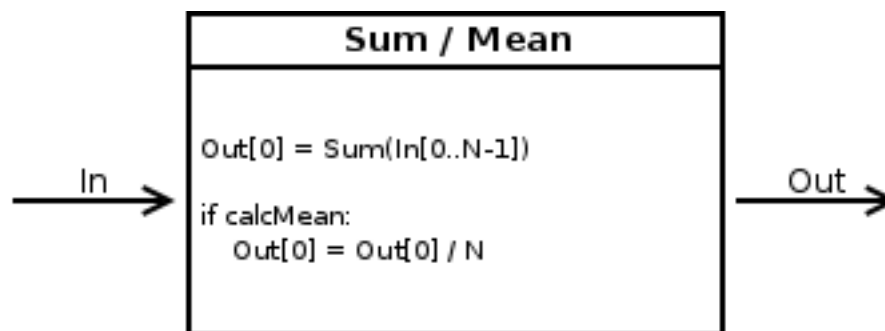 Sum / Mean
Out[0] = Sum(In[0..N-1])
In
Out
if calcMean:
Out[0] = Out[0] / N